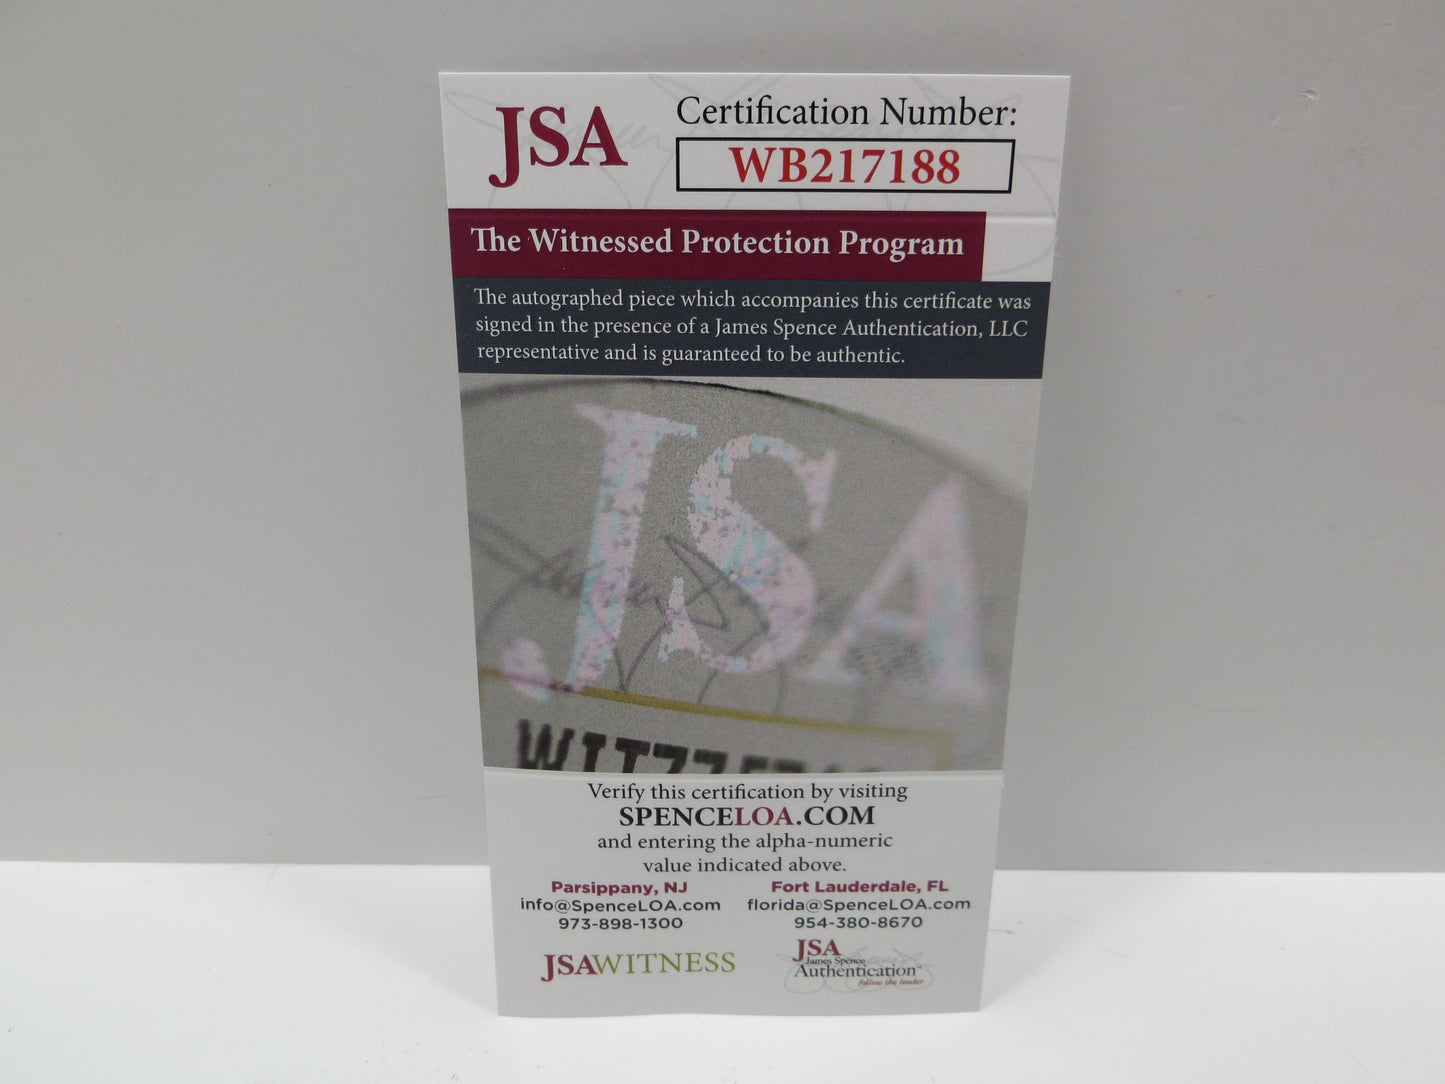 JSA
Certification Number:
WB217188
The Witnessed Protection Program
The autographed piece which accompanies this certificate was
signed in the presence of a James Spence Authentication, LLC
representative and is guaranteed to be authentic.
JSA
Verify this certification by visiting
SPENCELOA.COM
and entering the alpha-numeric
value indicated above.
Parsippany, NJ
info@SpenceLOA.com
973-898-1300
Fort Lauderdale, FL
florida@SpenceLOA.com
954-380-8670
JSAWITNESS
JSA
James Spence
Authentication™
follow the leader